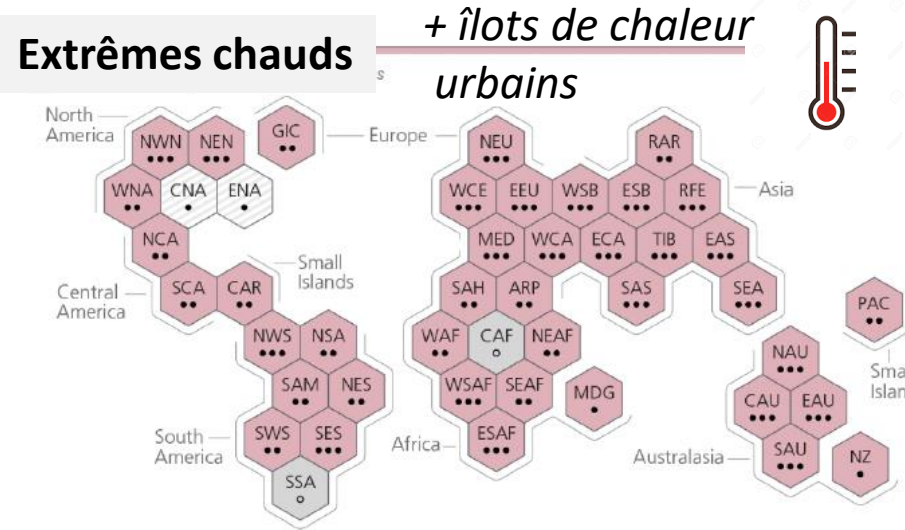 Extrêmes chauds
+ îlots de chaleur
urbains
North
America
NWN NEN GIC
Europe
NEU RAR
WNA CNA ENA
WCE EEU WSB ESB RFE
Asia
NCA
MED WCA ECA TIB EAS
Small
Islands
Central
America
SCA CAR
SAH ARP SAS SEA
PAC
NWS NSA
WAF CAF NEAF
NAU
SAM NES
WSAF SEAF MDG
CAU EAU
South
America
SWS SES
Africa
ESAF
Australasia
SAU NZ
SSA